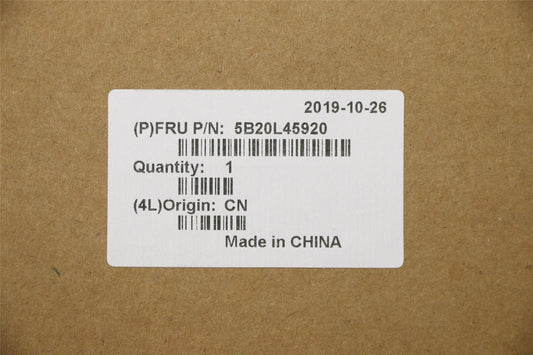 2019-10-26
(P)FRU P/N: 5B20L45920
Quantity: 1
(4L)Origin: CN
Made in CHINA